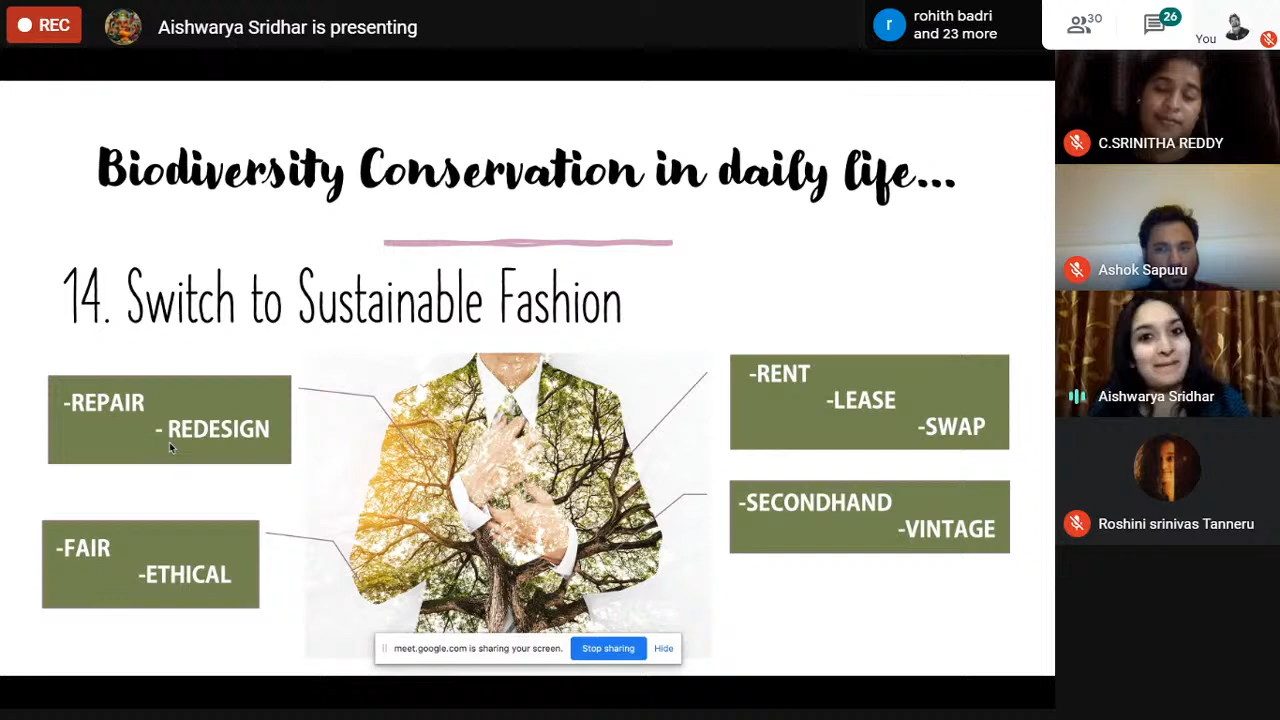 REC
Aishwarya Sridhar is presenting
r
rohith badri
and 23 more
30
26
You
Biodiversity Conservation in daily life...
14. Switch to Sustainable Fashion
-REPAIR
- REDESIGN
-FAIR
-ETHICAL
-RENT
-LEASE
-SWAP
-SECONDHAND
-VINTAGE
meet.google.com is sharing your screen.
Stop sharing
Hide
C.SRINITHA REDDY
Ashok Sapuru
Aishwarya Sridhar
Roshini srinivas Tanneru